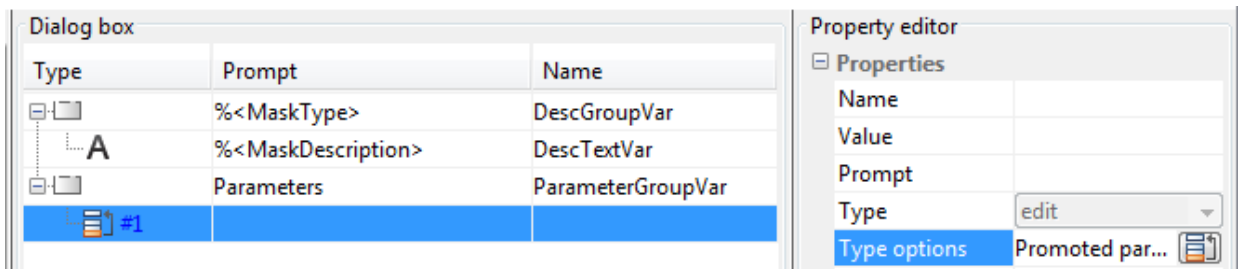 Dialog box
Type Prompt Name
%<MaskType> DescGroupVar
A %<MaskDescription> DescTextVar
Parameters ParameterGroupVar
#1
Property editor
Properties
Name
Value
Prompt
Type edit
Type options Promoted par...